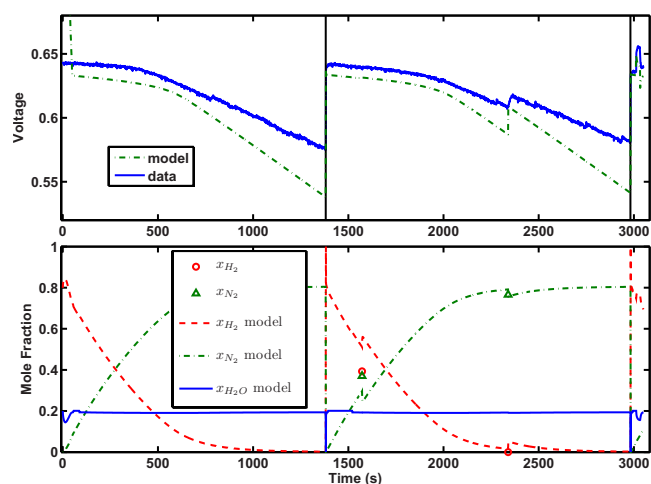 0.65
0.6
0.55
Voltage
model
data
0 500 1000 1500 2000 2500 3000
1
0.8
0.6
0.4
0.2
0
Mole Fraction
x_{H_2}
x_{N_2}
x_{H_2} model
x_{N_2} model
x_{H_2O} model
0 500 1000 1500 2000 2500 3000
Time (s)